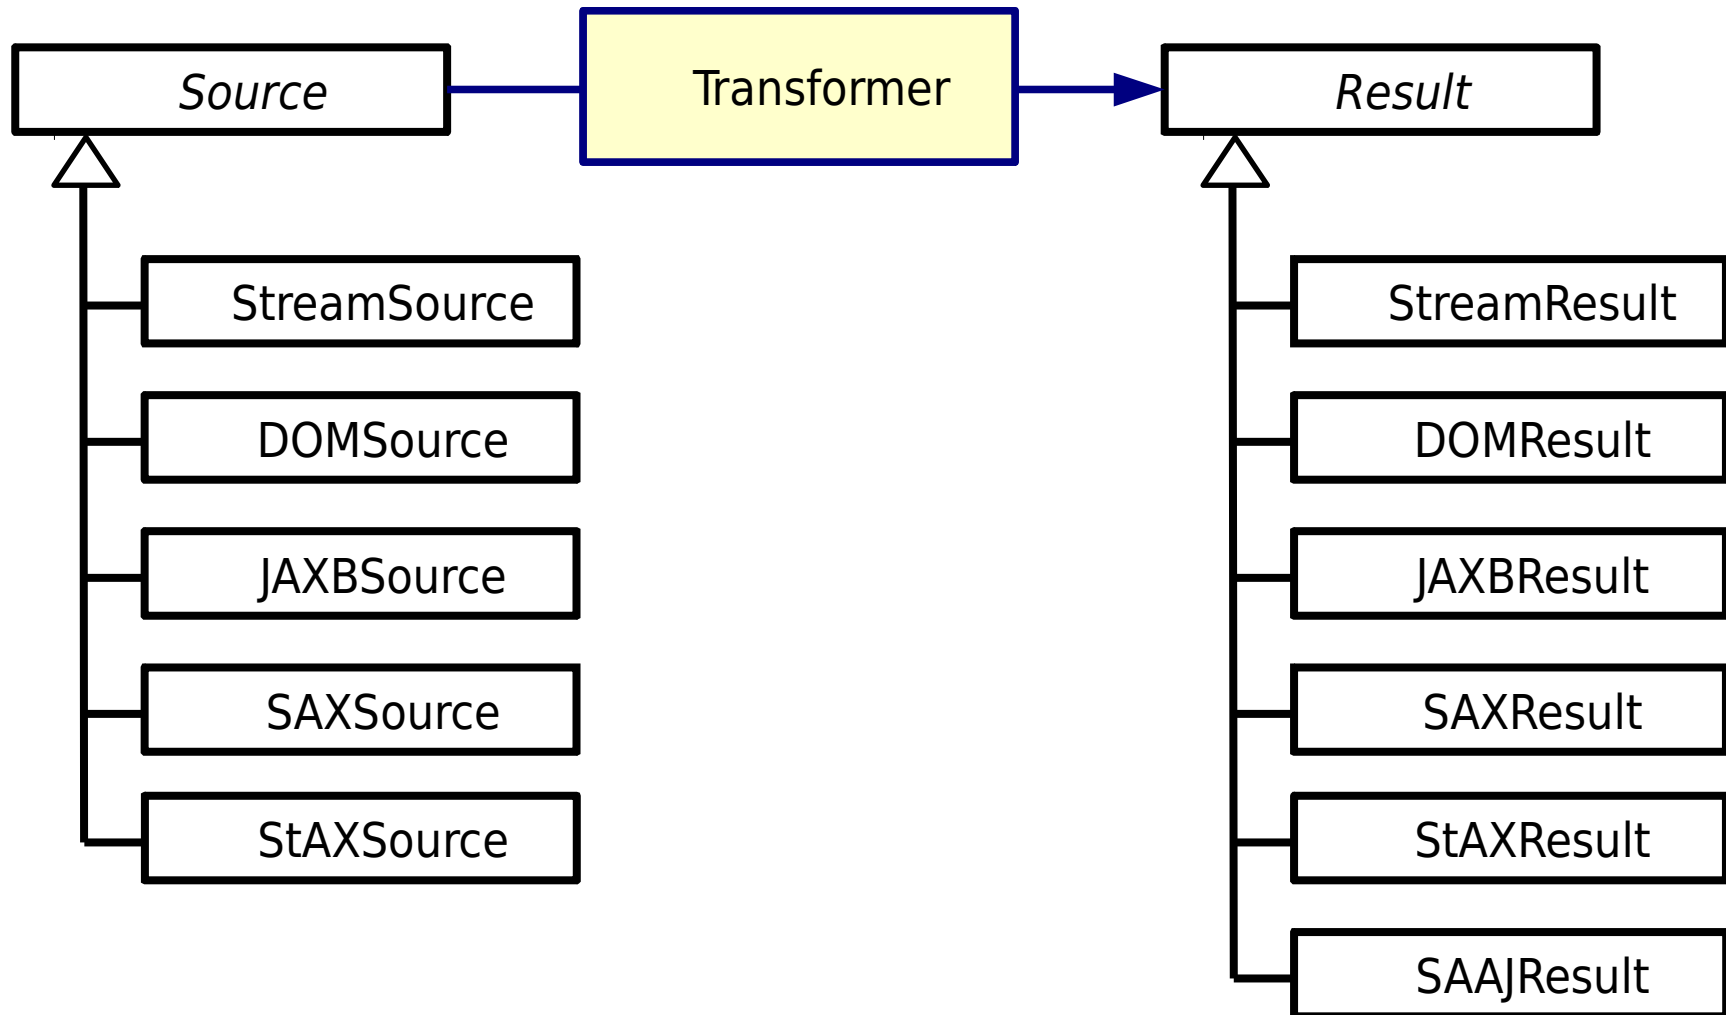 Source
Transformer
Result
StreamSource
StreamResult
DOMSource
DOMResult
JAXBSource
JAXBResult
SAXSource
SAXResult
StAXSource
StAXResult
SAAJResult